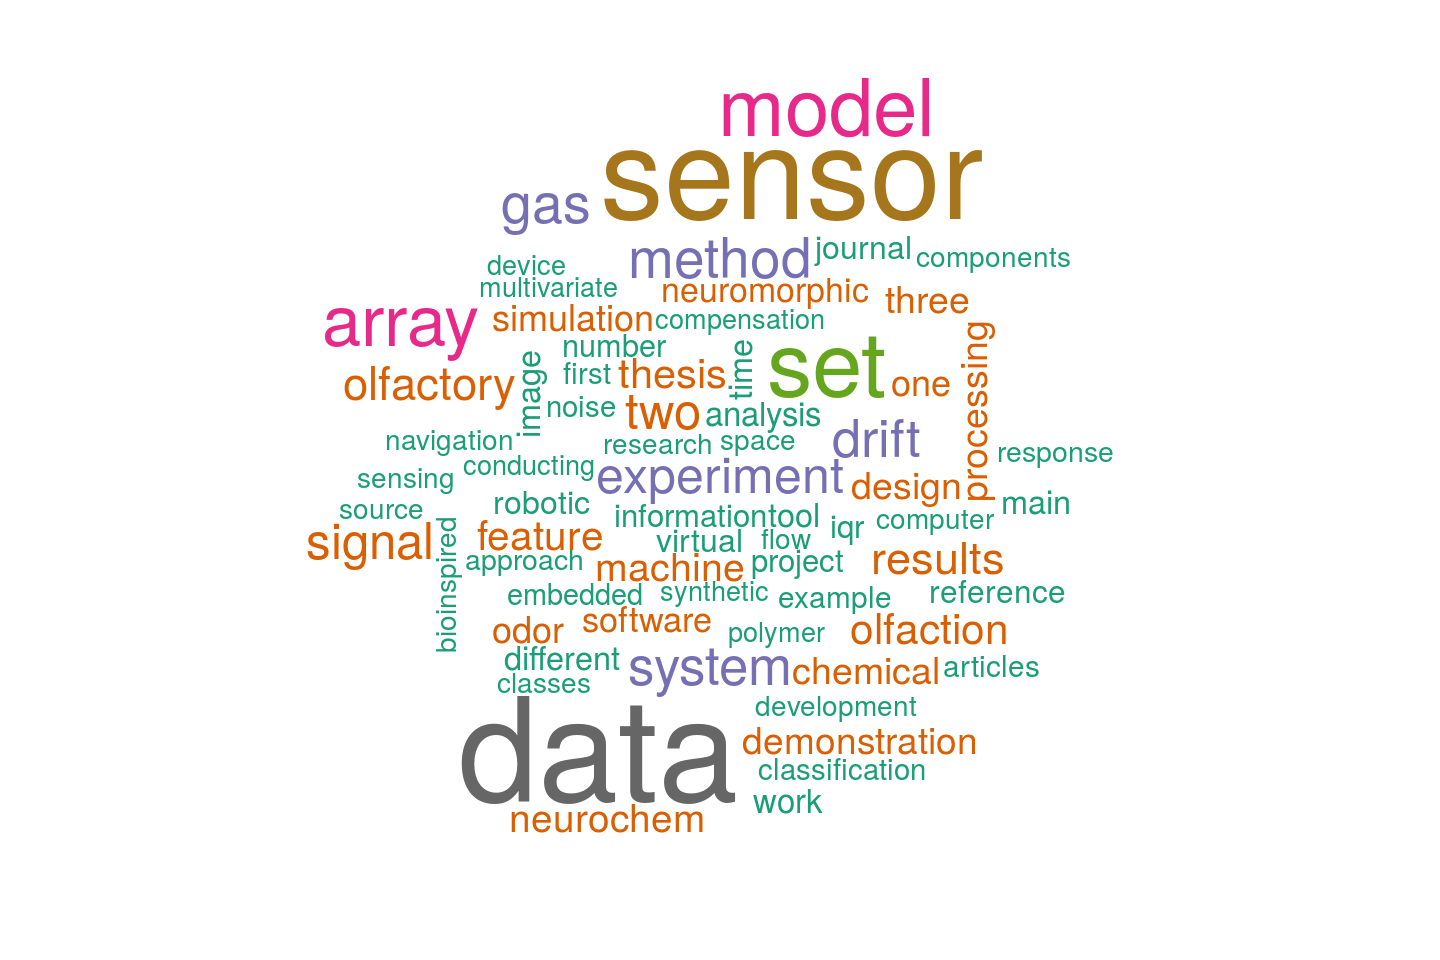 model
sensor
gas
method
journal
components
device
multivariate
neuromorphic
three
array
simulation
compensation
number
time
set
processing
image
first
thesis
one
olfactory
noise
two
analysis
drift
navigation
research
space
response
sensing
conducting
experiment
design
source
robotic
informationtool
iqr
computer
main
signal
bioinspired
feature
virtual
flow
results
approach
machine
project
embedded
synthetic
example
reference
odor
software
polymer
olfaction
different
system
chemical
articles
classes
data
development
demonstration
classification
work
neurochem